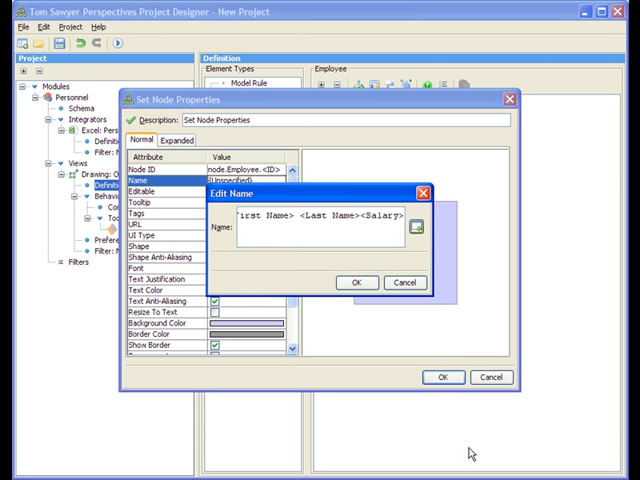 Tom Sawyer Perspectives Project Designer - New Project
File Edit Project Help
Project
Definition
Modules
Personnel
Schema
Integrators
Excel: Pers
Definiti
Filter: N
Views
Drawing: O
Definiti
Behavio
Co
Too
Prefere
Filter: N
Filters
Element Types
Model Rule
Employee
Set Node Properties
Description: Set Node Properties
Normal Expanded
Attribute Value
Node ID node.Employee.<ID>
Name {Unspecified}
Editable
Tooltip
Tags
URL
UI Type
Shape
Shape Anti-Aliasing
Font
Text Justification
Text Color
Text Anti-Aliasing
Resize To Text
Background Color
Border Color
Show Border
OK Cancel
Edit Name
Name: First Name> <Last Name><Salary>
OK Cancel